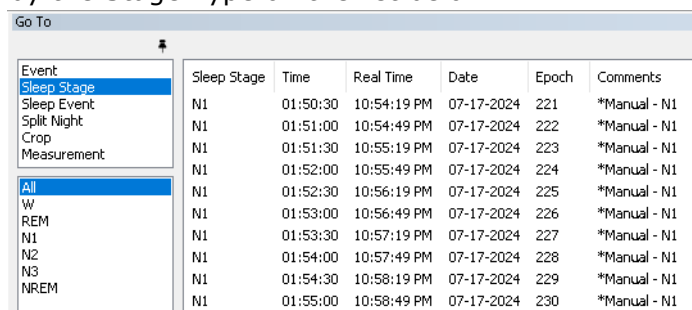 Go To
Event
Sleep Stage
Sleep Event
Split Night
Crop
Measurement
All
W
REM
N1
N2
N3
NREM
Sleep Stage Time Real Time Date Epoch Comments
N1 01:50:30 10:54:19 PM 07-17-2024 221 *Manual - N1
N1 01:51:00 10:54:49 PM 07-17-2024 222 *Manual - N1
N1 01:51:30 10:55:19 PM 07-17-2024 223 *Manual - N1
N1 01:52:00 10:55:49 PM 07-17-2024 224 *Manual - N1
N1 01:52:30 10:56:19 PM 07-17-2024 225 *Manual - N1
N1 01:53:00 10:56:49 PM 07-17-2024 226 *Manual - N1
N1 01:53:30 10:57:19 PM 07-17-2024 227 *Manual - N1
N1 01:54:00 10:57:49 PM 07-17-2024 228 *Manual - N1
N1 01:54:30 10:58:19 PM 07-17-2024 229 *Manual - N1
N1 01:55:00 10:58:49 PM 07-17-2024 230 *Manual - N1